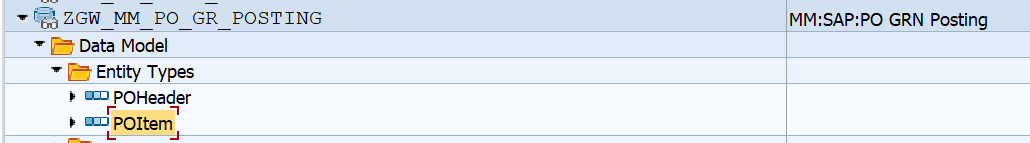 ZGW_MM_PO_GR_POSTING MM:SAP:PO GRN Posting
Data Model
Entity Types
POHeader
POItem